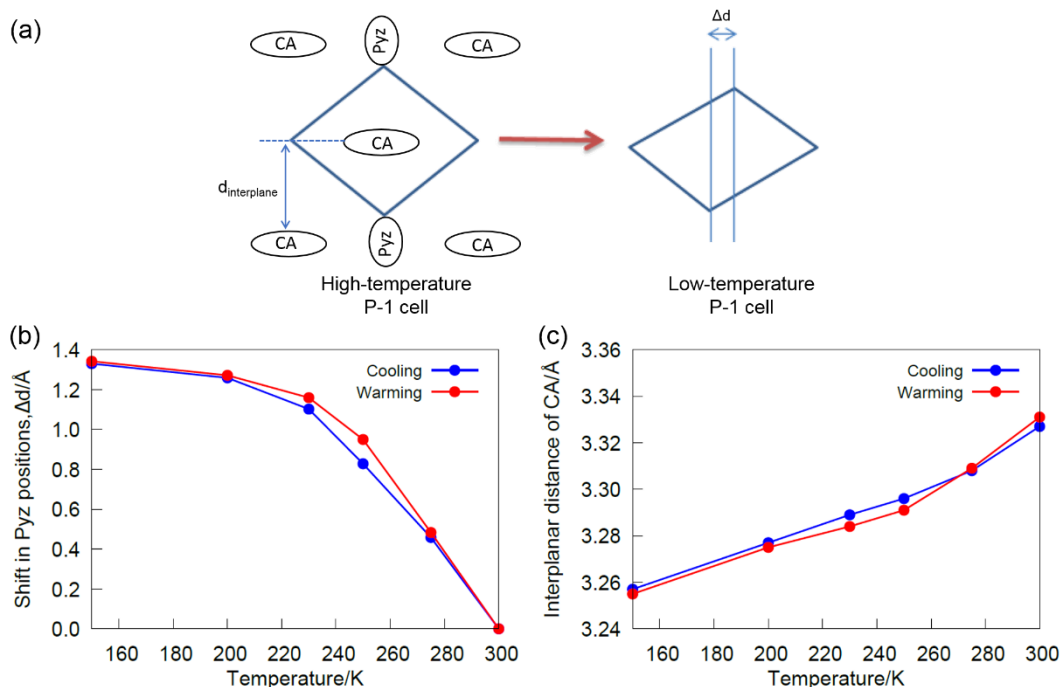 (a)
Δd
CA
Pyz
CA
CA
d_interplane
CA
Pyz
CA
High-temperature
P-1 cell
Low-temperature
P-1 cell
(b)
1.4
1.2
1.0
0.8
0.6
0.4
0.2
0.0
Shift in Pyz positions,Δd/Å
Cooling
Warming
160 180 200 220 240 260 280 300
Temperature/K
(c)
3.36
3.34
3.32
3.30
3.28
3.26
3.24
Interplanar distance of CA/Å
Cooling
Warming
160 180 200 220 240 260 280 300
Temperature/K